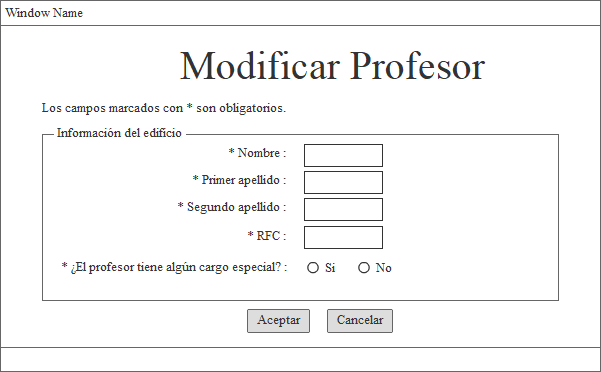 Window Name
Modificar Profesor
Los campos marcados con * son obligatorios.
Información del edificio
* Nombre :
* Primer apellido :
* Segundo apellido :
* RFC :
* ¿El profesor tiene algún cargo especial? : Si No
Aceptar Cancelar